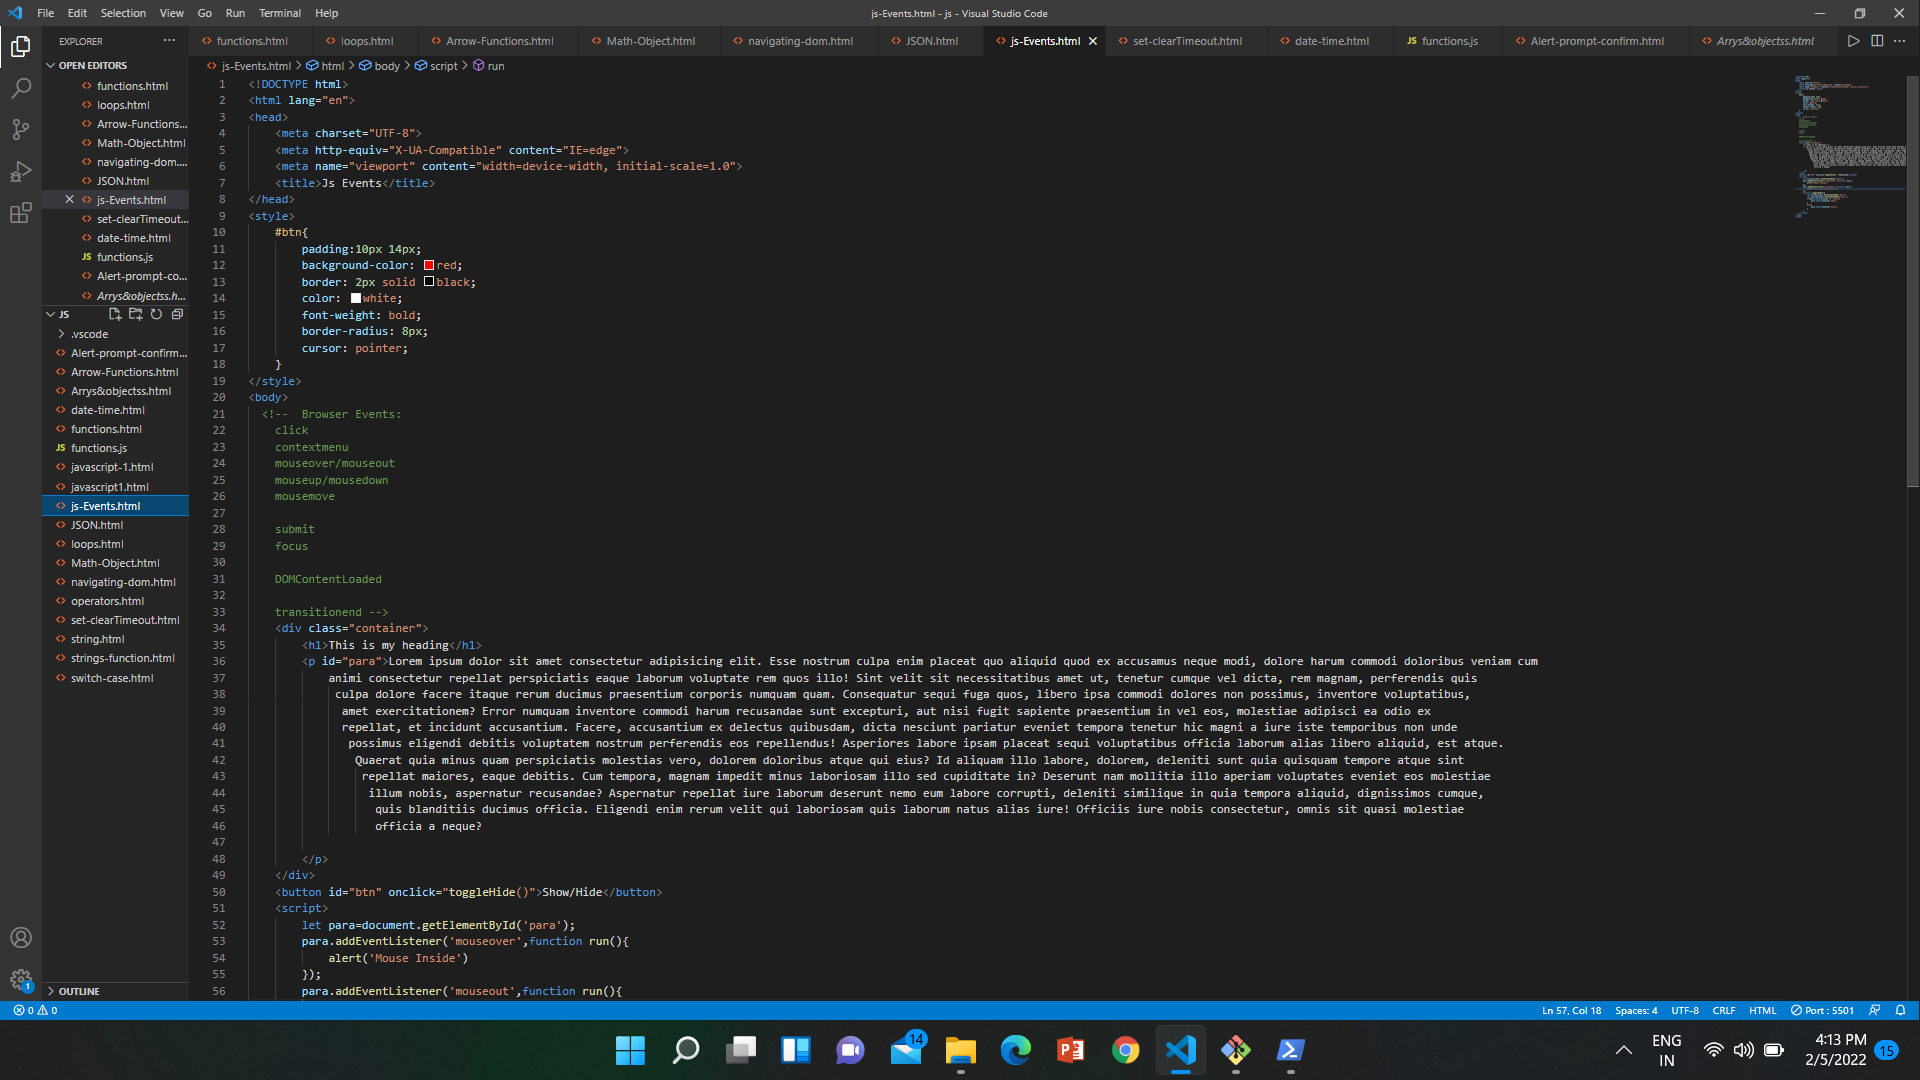 File Edit Selection View Go Run Terminal Help
js-Events.html - js - Visual Studio Code
EXPLORER
functions.html loops.html Arrow-Functions.html Math-Object.html navigating-dom.html JSON.html js-Events.html set-clearTimeout.html date-time.html functions.js Alert-prompt-confirm.html Arrys&objectss.html
OPEN EDITORS
functions.html
loops.html
Arrow-Functions...
Math-Object.html
navigating-dom....
JSON.html
js-Events.html
set-clearTimeout...
date-time.html
JS functions.js
Alert-prompt-co...
Arrys&objectss.h...
JS
.vscode
Alert-prompt-confirm...
Arrow-Functions.html
Arrys&objectss.html
date-time.html
functions.html
JS functions.js
javascript-1.html
javascript1.html
js-Events.html
JSON.html
loops.html
Math-Object.html
navigating-dom.html
operators.html
set-clearTimeout.html
string.html
strings-function.html
switch-case.html
OUTLINE
js-Events.html > html > body > script > run
1 <!DOCTYPE html>
2 <html lang="en">
3 <head>
4 <meta charset="UTF-8">
5 <meta http-equiv="X-UA-Compatible" content="IE=edge">
6 <meta name="viewport" content="width=device-width, initial-scale=1.0">
7 <title>Js Events</title>
8 </head>
9 <style>
10 #btn{
11 padding:10px 14px;
12 background-color: red;
13 border: 2px solid black;
14 color: white;
15 font-weight: bold;
16 border-radius: 8px;
17 cursor: pointer;
18 }
19 </style>
20 <body>
21 <!-- Browser Events:
22 click
23 contextmenu
24 mouseover/mouseout
25 mouseup/mousedown
26 mousemove
27
28 submit
29 focus
30
31 DOMContentLoaded
32
33 transitionend -->
34 <div class="container">
35 <h1>This is my heading</h1>
36 <p id="para">Lorem ipsum dolor sit amet consectetur adipisicing elit. Esse nostrum culpa enim placeat quo aliquid quod ex accusamus neque modi, dolore harum commodi doloribus veniam cum
37 animi consectetur repellat perspiciatis eaque laborum voluptate rem quos illo! Sint velit sit necessitatibus amet ut, tenetur cumque vel dicta, rem magnam, perferendis quis
38 culpa dolore facere itaque rerum ducimus praesentium corporis numquam quam. Consequatur sequi fuga quos, libero ipsa commodi dolores non possimus, inventore voluptatibus,
39 amet exercitationem? Error numquam inventore commodi harum recusandae sunt excepturi, aut nisi fugit sapiente praesentium in vel eos, molestiae adipisci ea odio ex
40 repellat, et incidunt accusantium. Facere, accusantium ex delectus quibusdam, dicta nesciunt pariatur eveniet tempora tenetur hic magni a iure iste temporibus non unde
41 possimus eligendi debitis voluptatem nostrum perferendis eos repellendus! Asperiores labore ipsam placeat sequi voluptatibus officia laborum alias libero aliquid, est atque.
42 Quaerat quia minus quam perspiciatis molestias vero, dolorem doloribus atque qui eius? Id aliquam illo labore, dolorem, deleniti sunt quia quisquam tempore atque sint
43 repellat maiores, eaque debitis. Cum tempora, magnam impedit minus laboriosam illo sed cupiditate in? Deserunt nam mollitia illo aperiam voluptates eveniet eos molestiae
44 illum nobis, aspernatur recusandae? Aspernatur repellat iure laborum deserunt nemo eum labore corrupti, deleniti similique in quia tempora aliquid, dignissimos cumque,
45 quis blanditiis ducimus officia. Eligendi enim rerum velit qui laboriosam quis laborum natus alias iure! Officiis iure nobis consectetur, omnis sit quasi molestiae
46 officia a neque?
47
48 </p>
49 </div>
50 <button id="btn" onclick="toggleHide()">Show/Hide</button>
51 <script>
52 let para=document.getElementById('para');
53 para.addEventListener('mouseover',function run(){
54 alert('Mouse Inside')
55 });
56 para.addEventListener('mouseout',function run(){
1
0 0 Ln 57, Col 18 Spaces: 4 UTF-8 CRLF HTML Port : 5501
14
ENG
IN
4:13 PM
2/5/2022
15